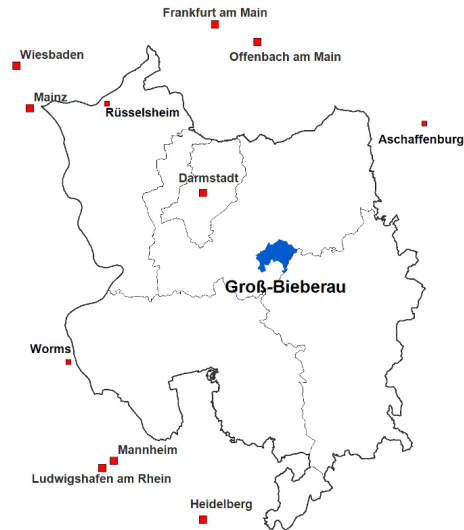 Frankfurt am Main
Offenbach am Main
Wiesbaden
Mainz
Rüsselsheim
Aschaffenburg
Darmstadt
Groß-Bieberau
Worms
Mannheim
Ludwigshafen am Rhein
Heidelberg